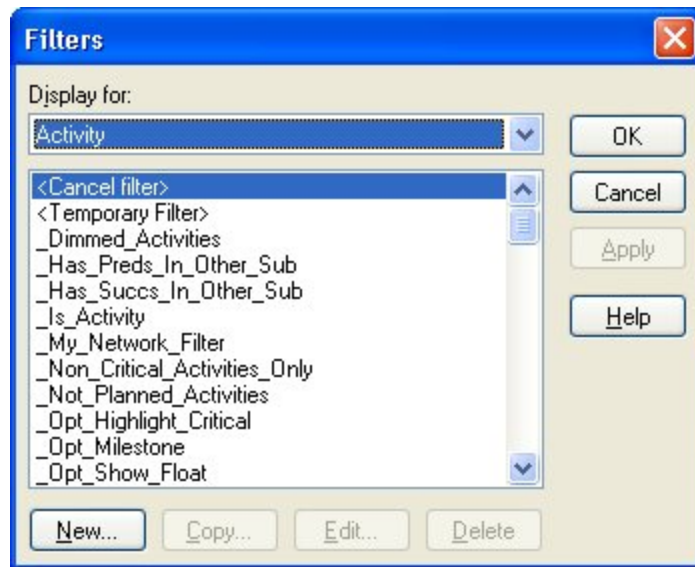 Filters
Display for:
Activity
OK
<Cancel filter>
Cancel
<Temporary Filter>
_Dimmed_Activities
_Has_Preds_In_Other_Sub
Apply
_Has_Succs_In_Other_Sub
_Is_Activity
Help
_My_Network_Filter
_Non_Critical_Activities_Only
_Not_Planned_Activities
_Opt_Highlight_Critical
_Opt_Milestone
_Opt_Show_Float
New... Copy... Edit... Delete